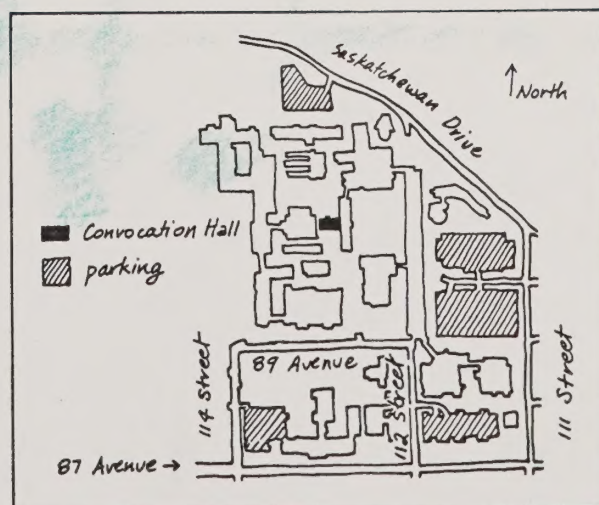 Saskatchewan Drive
North
Convocation Hall
parking
89 Avenue
114 Street
112 Street
111 Street
87 Avenue →